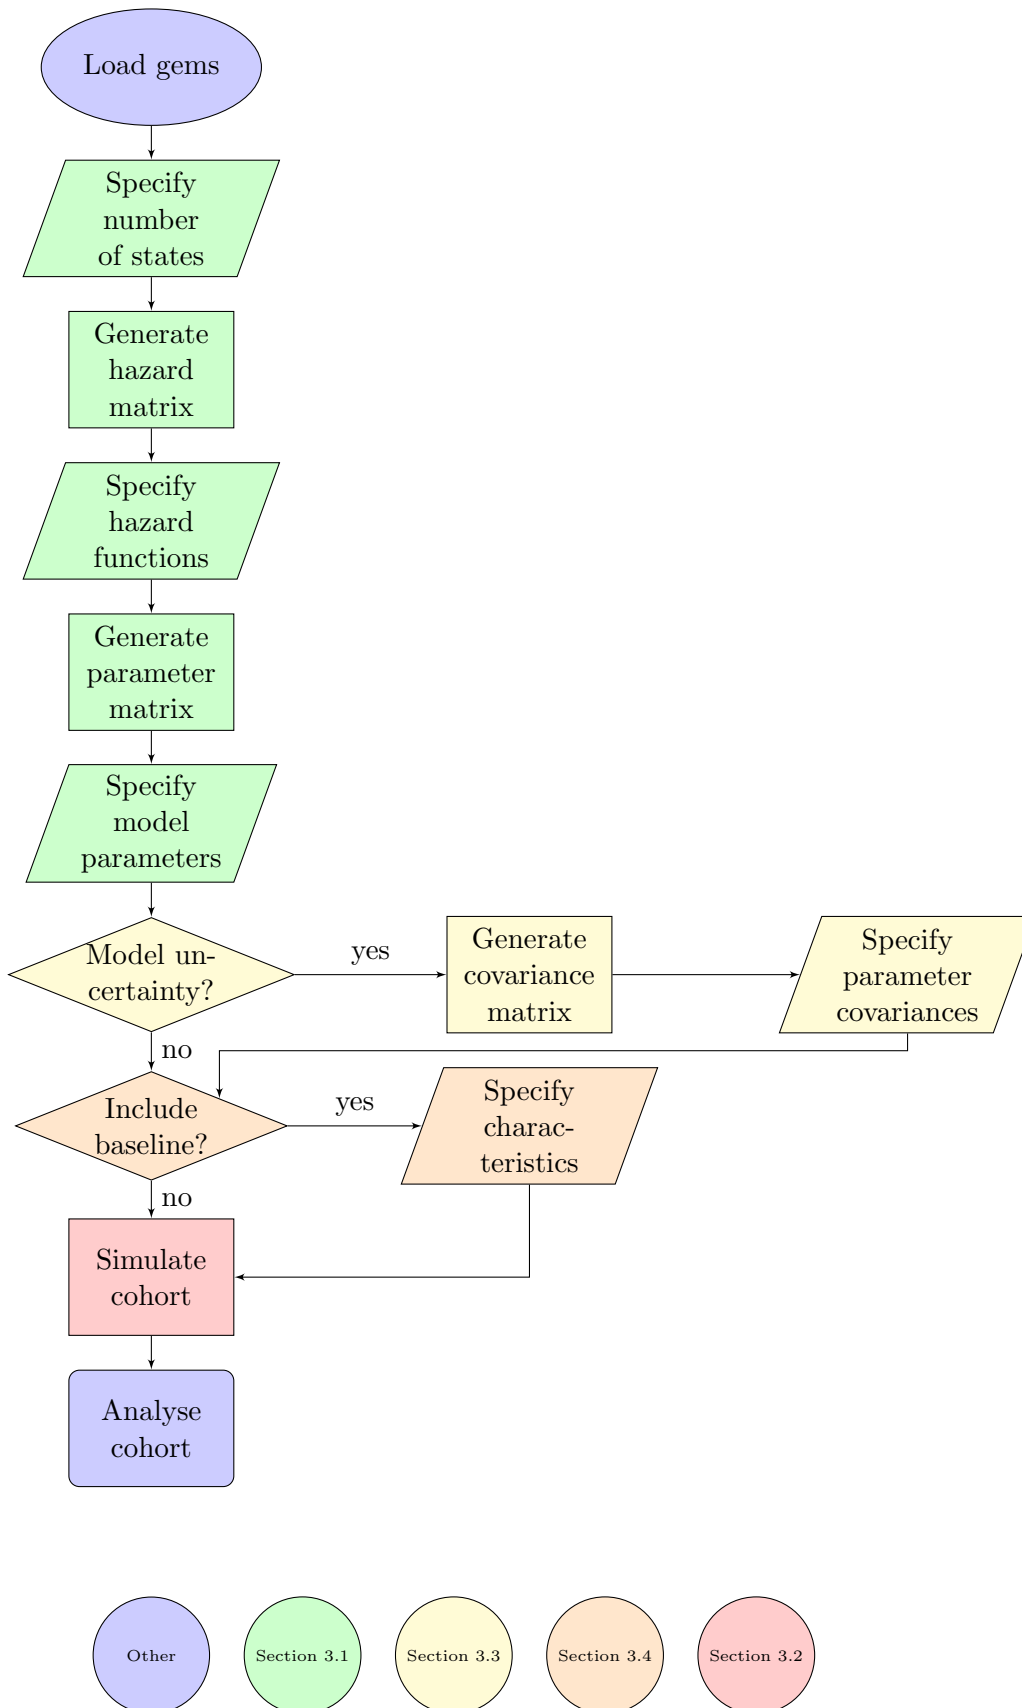 Load gems
Specify
number
of states
Generate
hazard
matrix
Specify
hazard
functions
Generate
parameter
matrix
Specify
model
parameters
Model un-
certainty?
yes
Generate
covariance
matrix
Specify
parameter
covariances
no
Include
baseline?
yes
Specify
charac-
teristics
no
Simulate
cohort
Analyse
cohort
Other
Section 3.1
Section 3.3
Section 3.4
Section 3.2